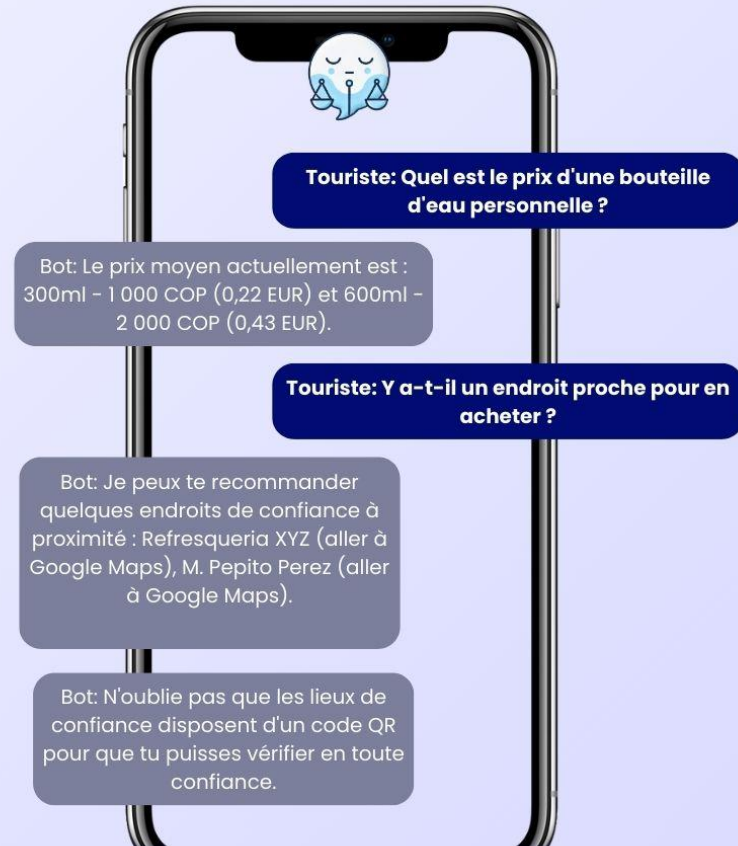 Touriste: Quel est le prix d'une bouteille
d'eau personnelle ?
Bot: Le prix moyen actuellement est :
300ml - 1 000 COP (0,22 EUR) et 600ml -
2 000 COP (0,43 EUR).
Touriste: Y a-t-il un endroit proche pour en
acheter ?
Bot: Je peux te recommander
quelques endroits de confiance à
proximité : Refresqueria XYZ (aller à
Google Maps), M. Pepito Perez (aller
à Google Maps).
Bot: N'oublie pas que les lieux de
confiance disposent d'un code QR
pour que tu puisses vérifier en toute
confiance.